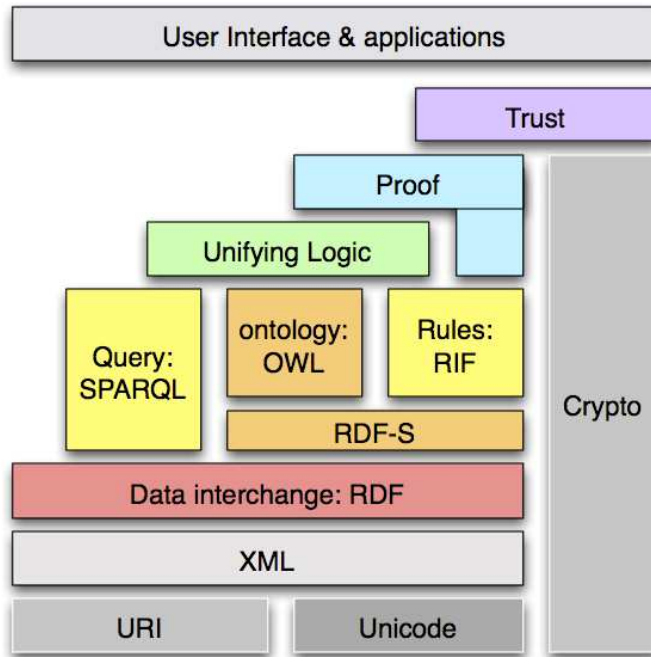 User Interface & applications
Trust
Proof
Unifying Logic
Query:
SPARQL
ontology:
OWL
Rules:
RIF
Crypto
RDF-S
Data interchange: RDF
XML
URI
Unicode